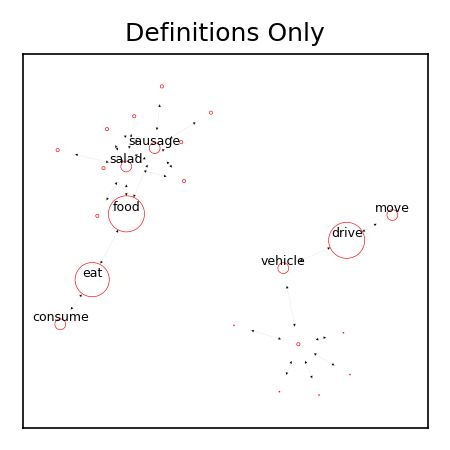 Definitions Only
sausage
salad
food
move
drive
vehicle
eat
consume